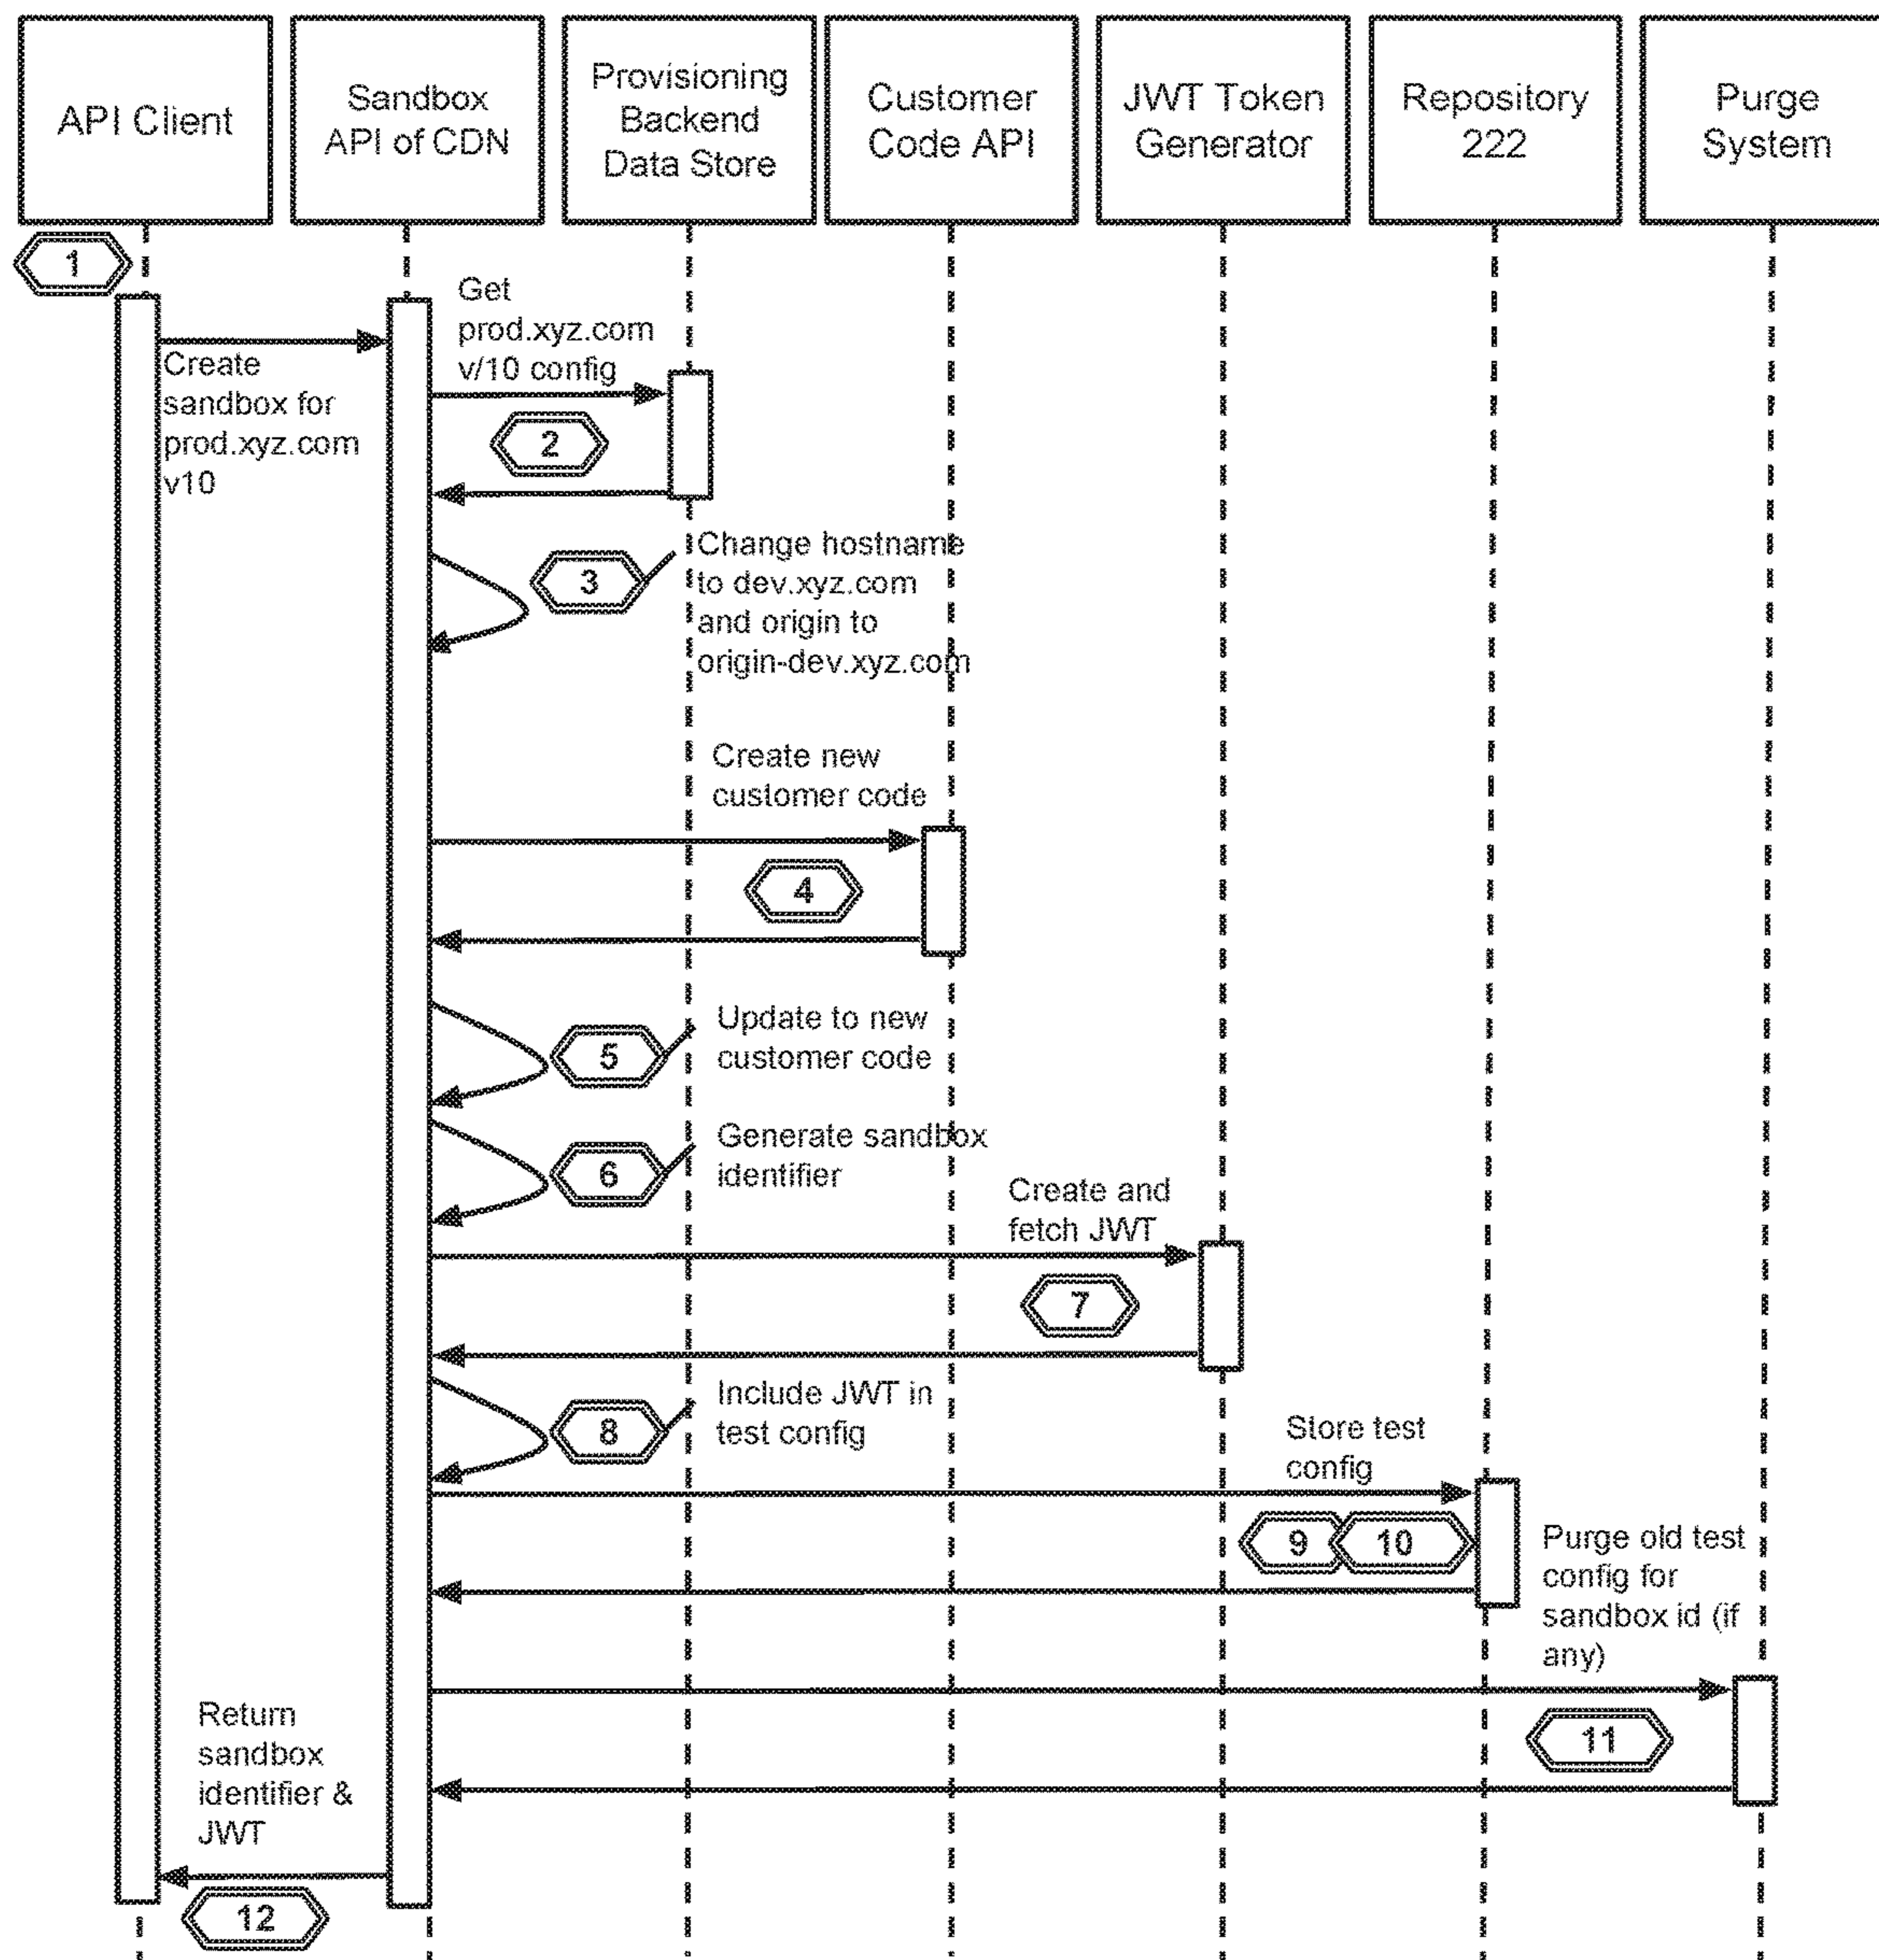 API Client
Sandbox
API of CDN
Provisioning
Backend
Data Store
Customer
Code API
JWT Token
Generator
Repository
222
Purge
System
1
Create
sandbox for
prod.xyz.com
v10
Get
prod.xyz.com
v/10 config
2
3
Change hostname
to dev.xyz.com
and origin to
origin-dev.xyz.com
Create new
customer code
4
5
Update to new
customer code
6
Generate sandbox
identifier
Create and
fetch JWT
7
8
Include JWT in
test config
Store test
config
9
10
Purge old test
config for
sandbox id (if
any)
11
Return
sandbox
identifier &
JWT
12